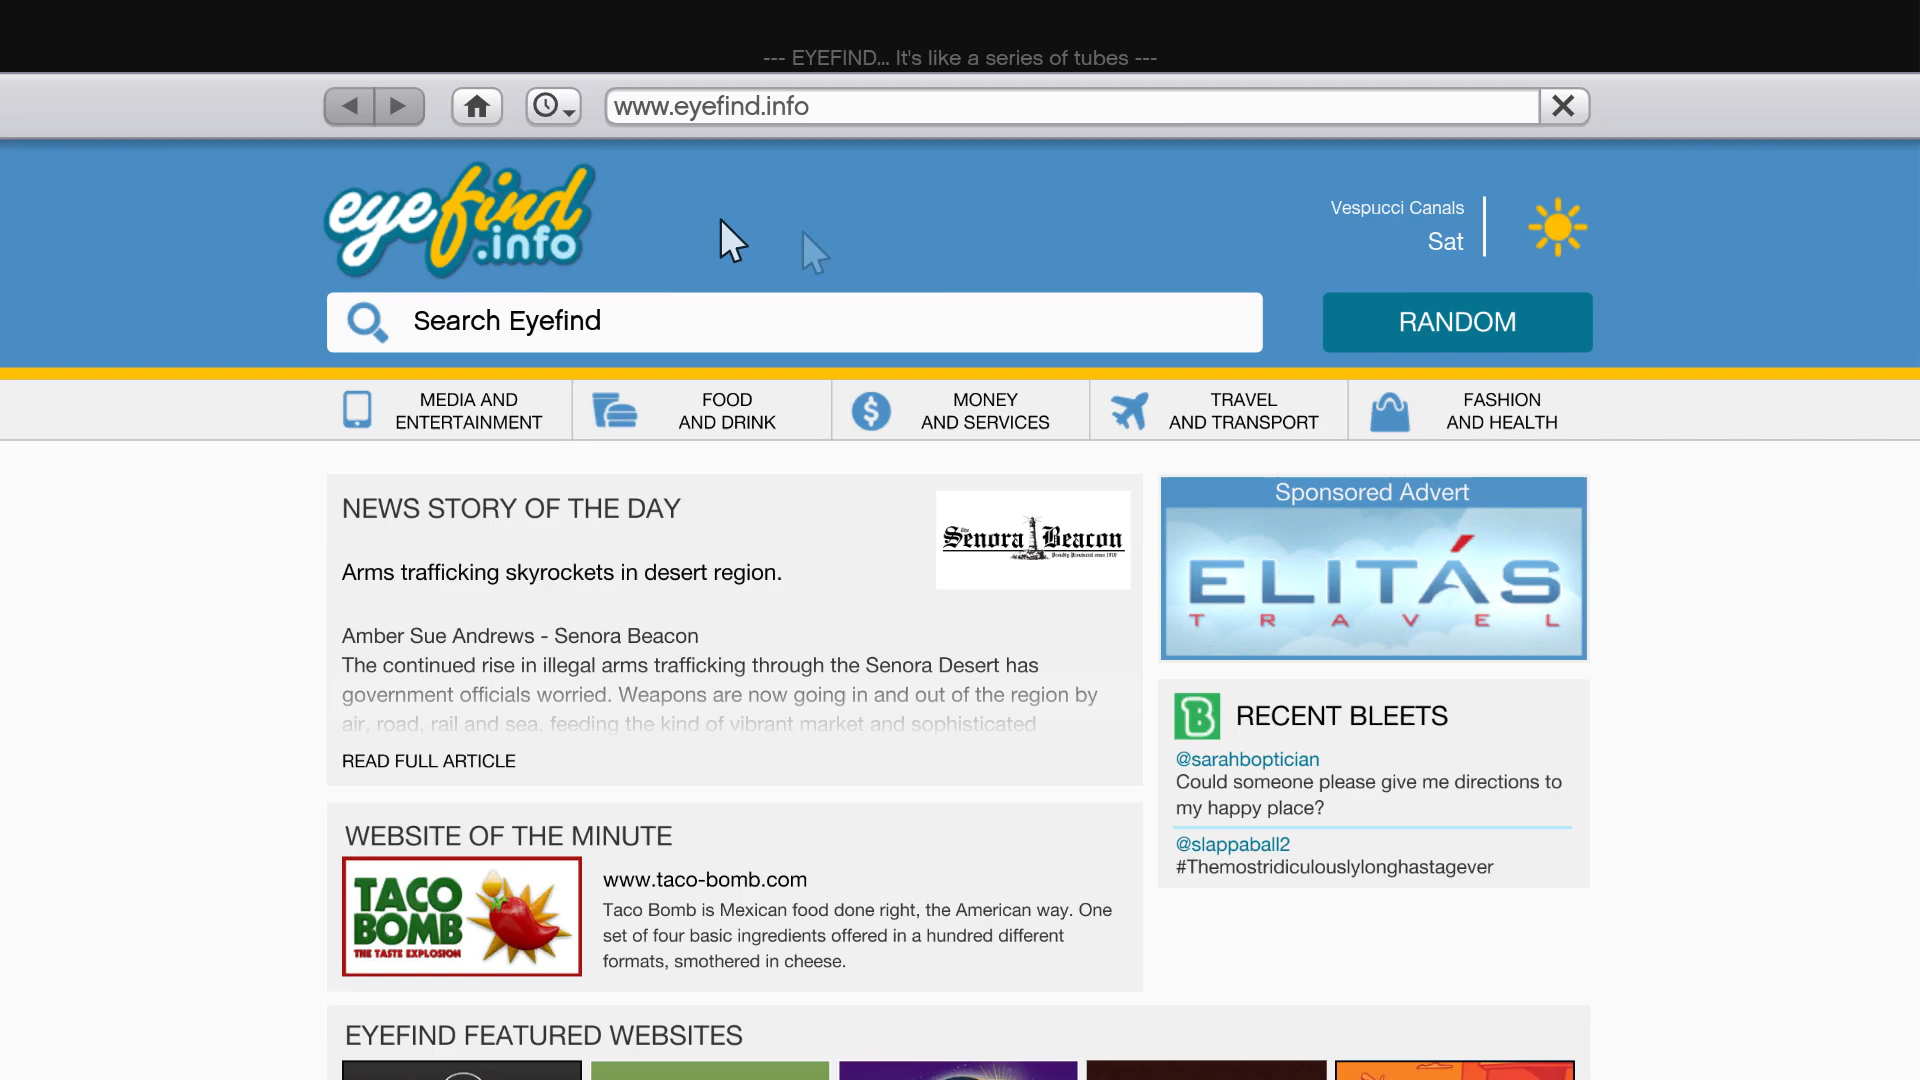 --- EYEFIND... It's like a series of tubes ---
www.eyefind.info
eyefind
.info
Vespucci Canals
Sat
Search Eyefind
RANDOM
MEDIA AND
ENTERTAINMENT
FOOD
AND DRINK
MONEY
AND SERVICES
TRAVEL
AND TRANSPORT
FASHION
AND HEALTH
NEWS STORY OF THE DAY
The
Senora Beacon
Proudly Provincial since 1919
Arms trafficking skyrockets in desert region.
Amber Sue Andrews - Senora Beacon
The continued rise in illegal arms trafficking through the Senora Desert has
government officials worried. Weapons are now going in and out of the region by
air, road, rail and sea, feeding the kind of vibrant market and sophisticated
READ FULL ARTICLE
Sponsored Advert
ELITÁS
TRAVEL
RECENT BLEETS
@sarahboptician
Could someone please give me directions to
my happy place?
@slappaball2
#Themostridiculouslylonghastagever
WEBSITE OF THE MINUTE
TACO
BOMB
THE TASTE EXPLOSION
www.taco-bomb.com
Taco Bomb is Mexican food done right, the American way. One
set of four basic ingredients offered in a hundred different
formats, smothered in cheese.
EYEFIND FEATURED WEBSITES